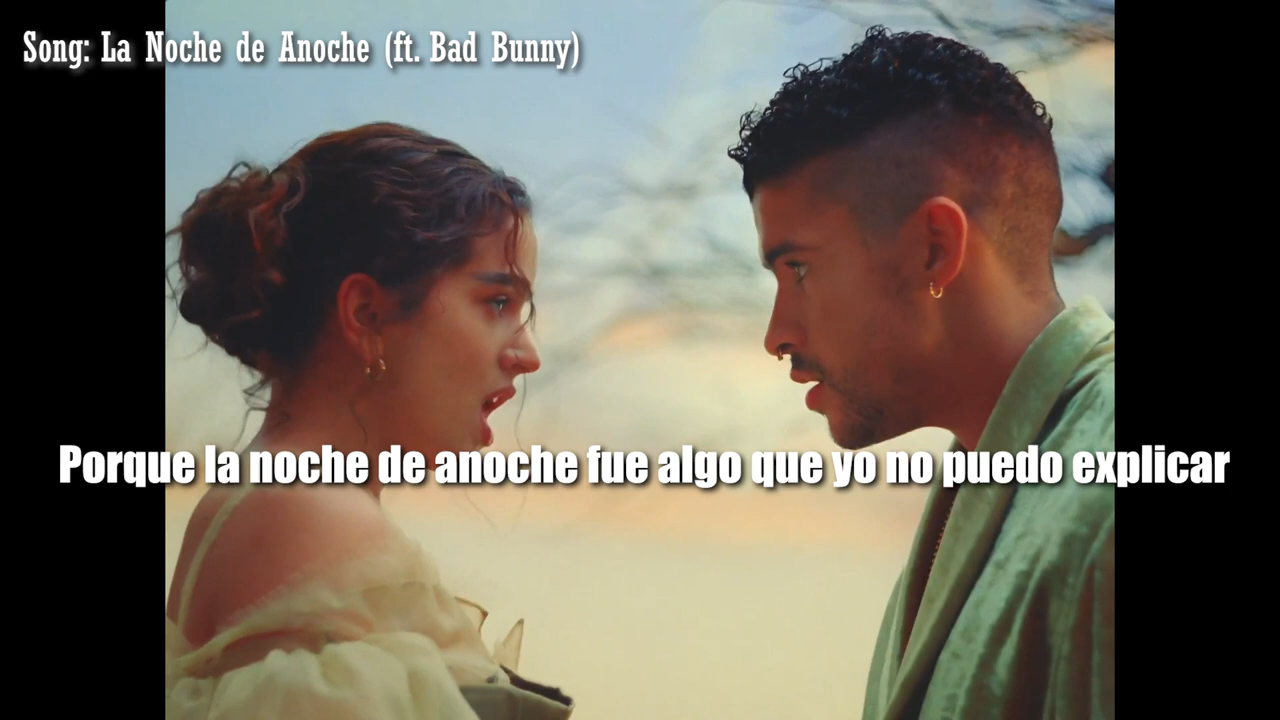 Song: La Noche de Anoche (ft. Bad Bunny)
Porque la noche de anoche fue algo que yo no puedo explicar